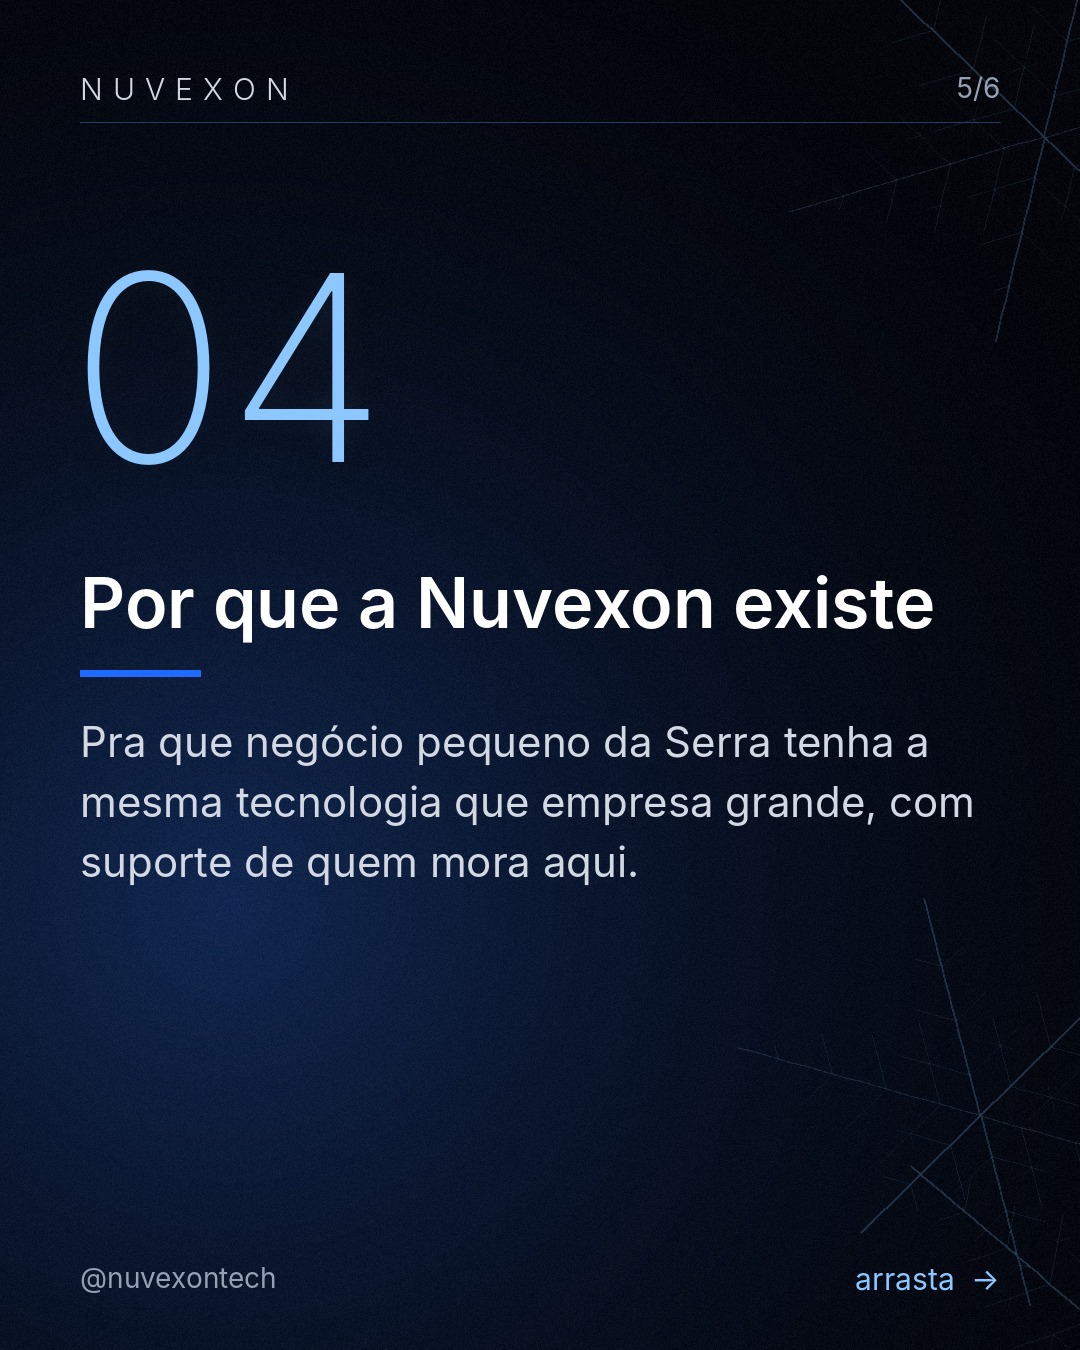 NUVEXON
5/6
04
Por que a Nuvexon existe
Pra que negócio pequeno da Serra tenha a
mesma tecnologia que empresa grande, com
suporte de quem mora aqui.
@nuvexontech
arrasta →